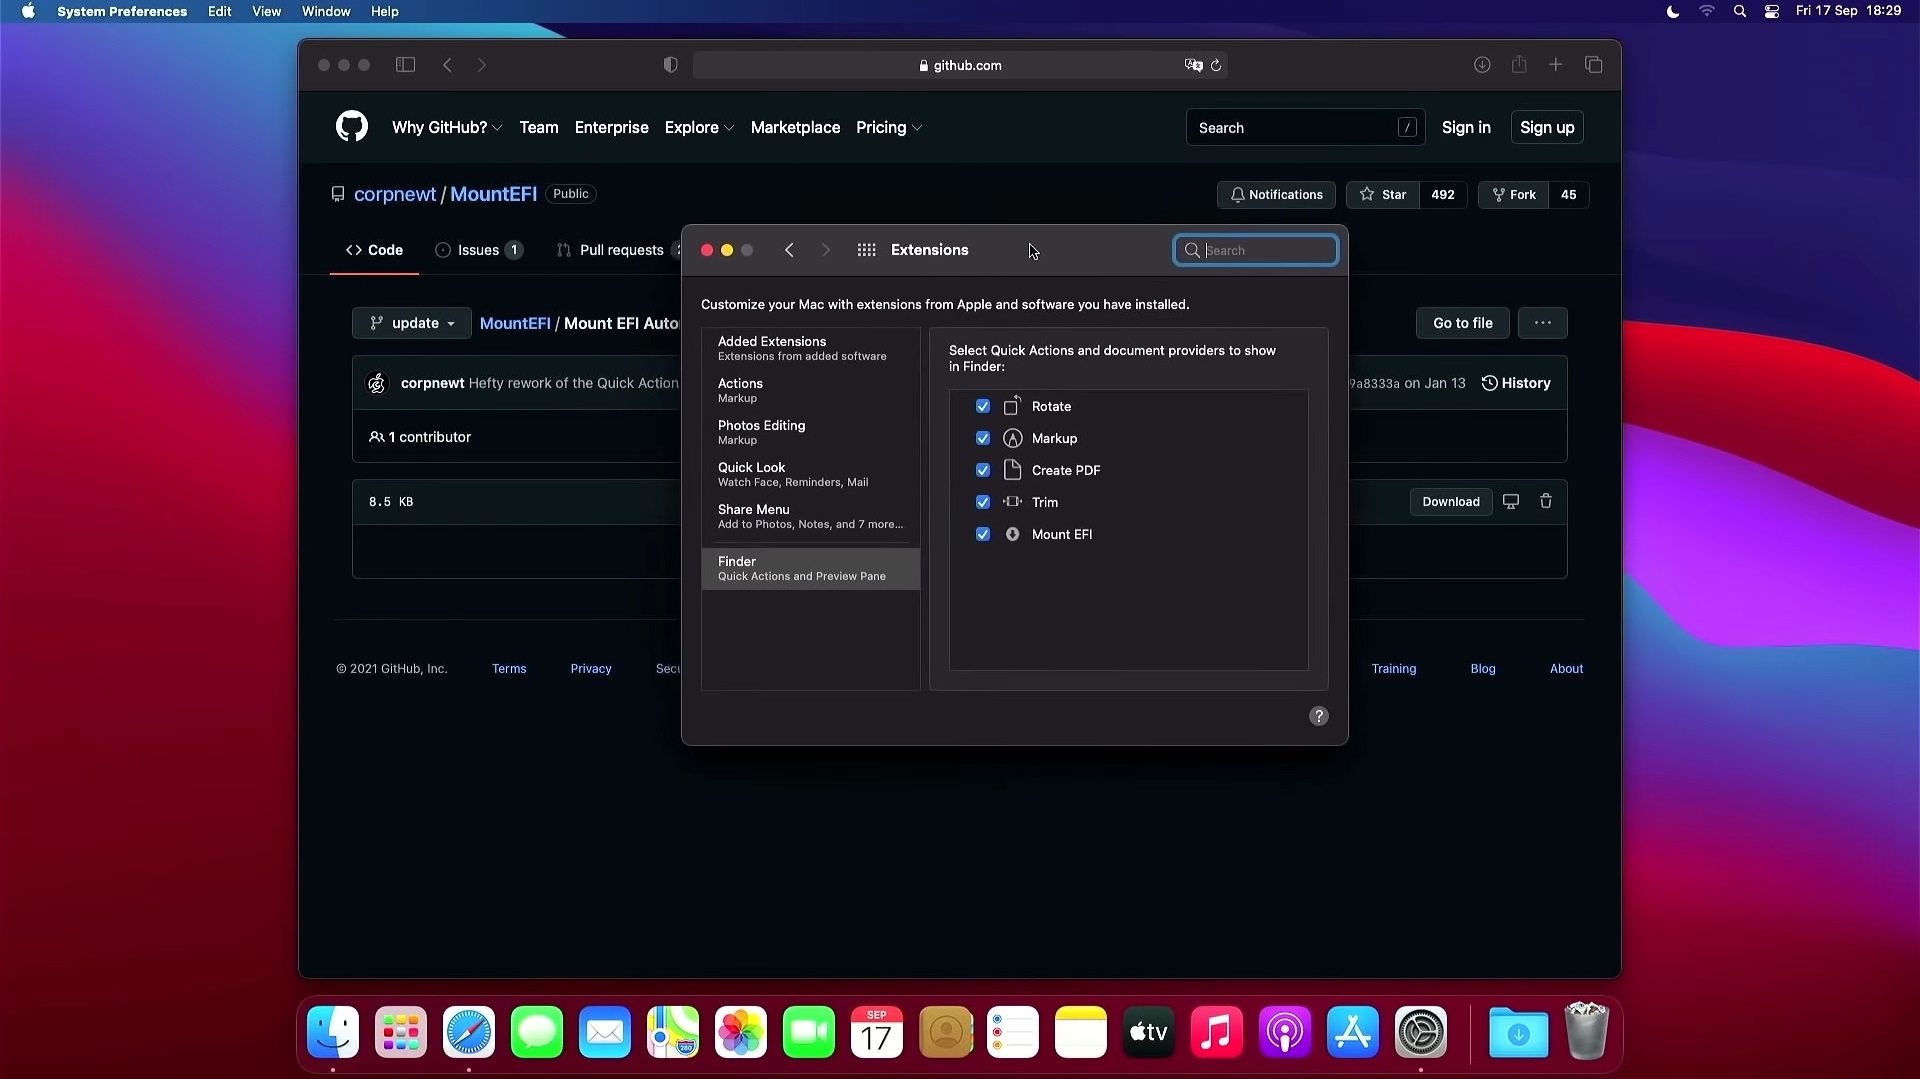 System Preferences Edit View Window Help
Fri 17 Sep 18:29
github.com
Why GitHub? Team Enterprise Explore Marketplace Pricing
Search /
Sign in
Sign up
corpnewt / MountEFI Public
Notifications
Star 492
Fork 45
Code
Issues 1
Pull requests
Extensions
Search
Customize your Mac with extensions from Apple and software you have installed.
Added Extensions
Extensions from added software
Actions
Markup
Photos Editing
Markup
Quick Look
Watch Face, Reminders, Mail
Share Menu
Add to Photos, Notes, and 7 more...
Finder
Quick Actions and Preview Pane
Select Quick Actions and document providers to show
in Finder:
Rotate
Markup
Create PDF
Trim
Mount EFI
?
update
MountEFI / Mount EFI Auto
Go to file
...
corpnewt Hefty rework of the Quick Action
9a8333a on Jan 13
History
1 contributor
8.5 KB
Download
© 2021 GitHub, Inc.
Terms
Privacy
Secu
Training
Blog
About
SEP
17
280
tv